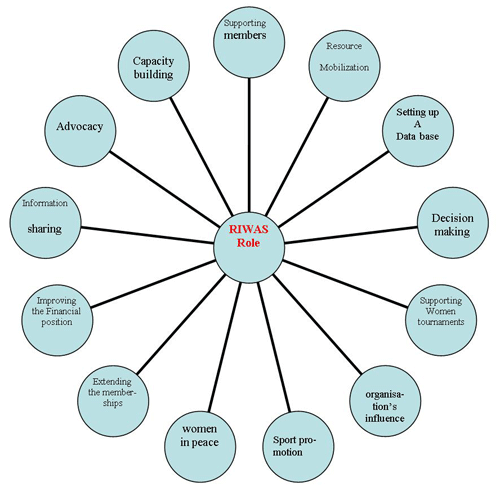 RIWAS
Role
Supporting
members
Resource
Mobilization
Setting up
A
Data base
Decision
making
Supporting
Women
tournaments
organisa-
tion's
influence
Sport pro-
motion
women
in peace
Extending
the member-
ships
Improving
the Financial
position
Information
sharing
Advocacy
Capacity
building